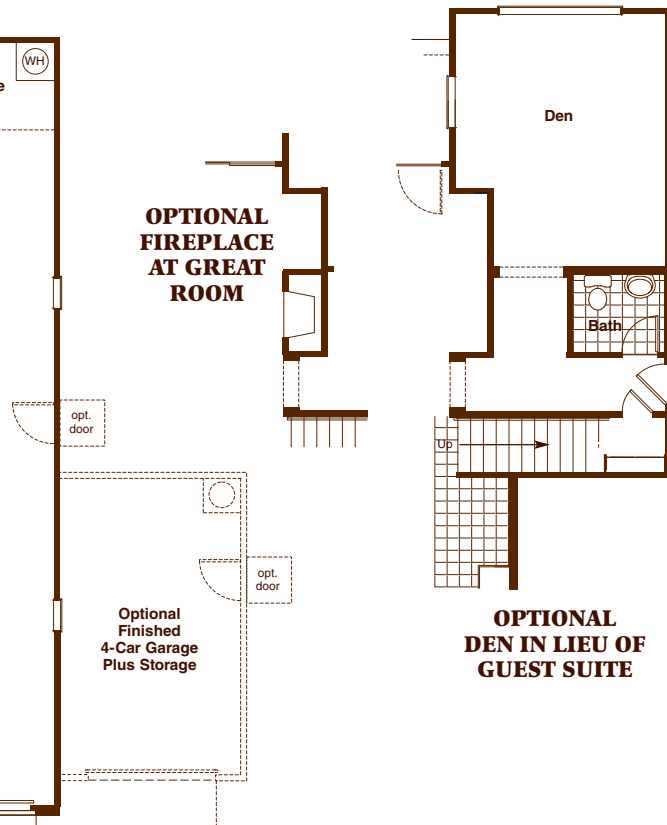 WH
e
Den
OPTIONAL
FIREPLACE
AT GREAT
ROOM
Bath
opt.
door
Up
opt.
door
Optional
Finished
4-Car Garage
Plus Storage
OPTIONAL
DEN IN LIEU OF
GUEST SUITE